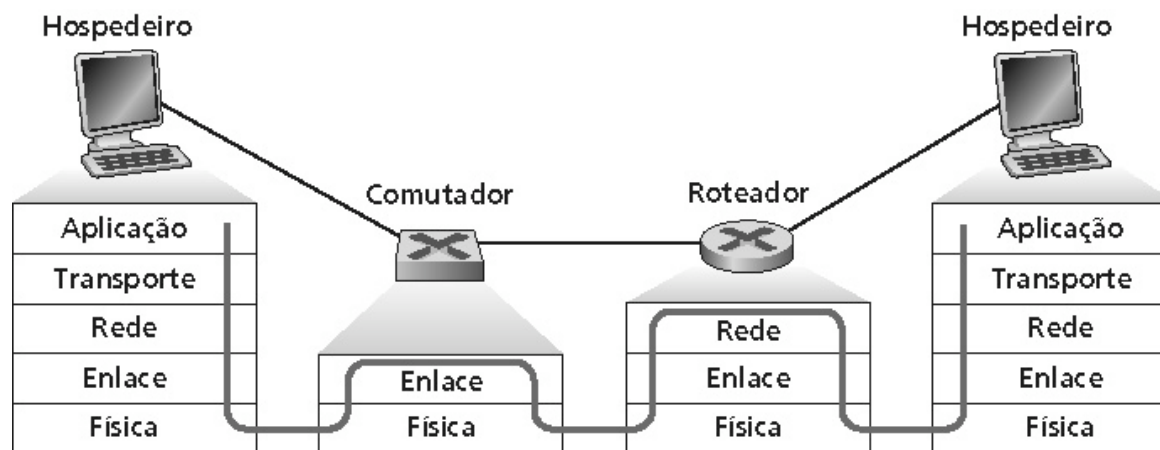 Hospedeiro
Hospedeiro
Comutador
Roteador
Aplicação
Transporte
Rede
Enlace
Física
Enlace
Física
Rede
Enlace
Física
Aplicação
Transporte
Rede
Enlace
Física